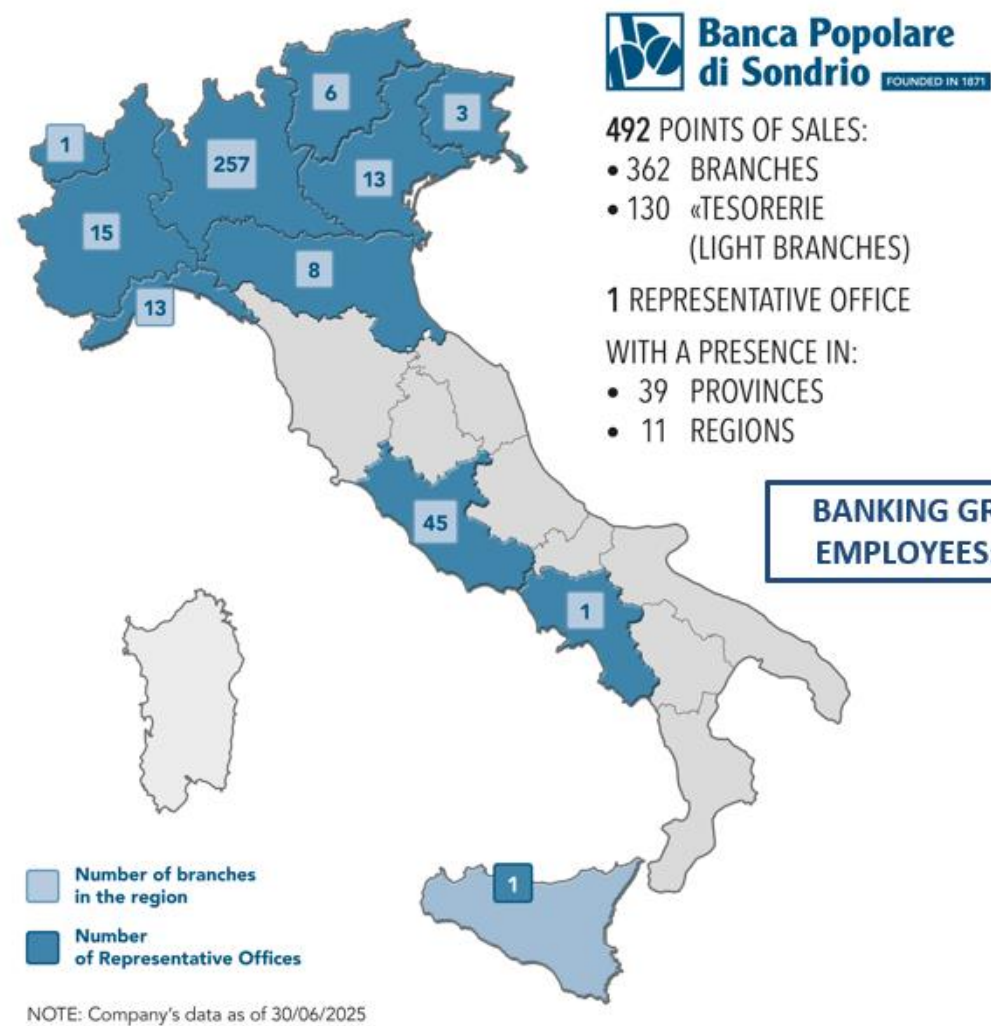 Banca Popolare
di Sondrio FOUNDED IN 1871
492 POINTS OF SALES:
• 362 BRANCHES
• 130 «TESORERIE
(LIGHT BRANCHES)
1 REPRESENTATIVE OFFICE
WITH A PRESENCE IN:
• 39 PROVINCES
• 11 REGIONS
BANKING GR
EMPLOYEES
6
3
1
257
13
15
8
13
45
1
1
Number of branches
in the region
Number
of Representative Offices
NOTE: Company's data as of 30/06/2025